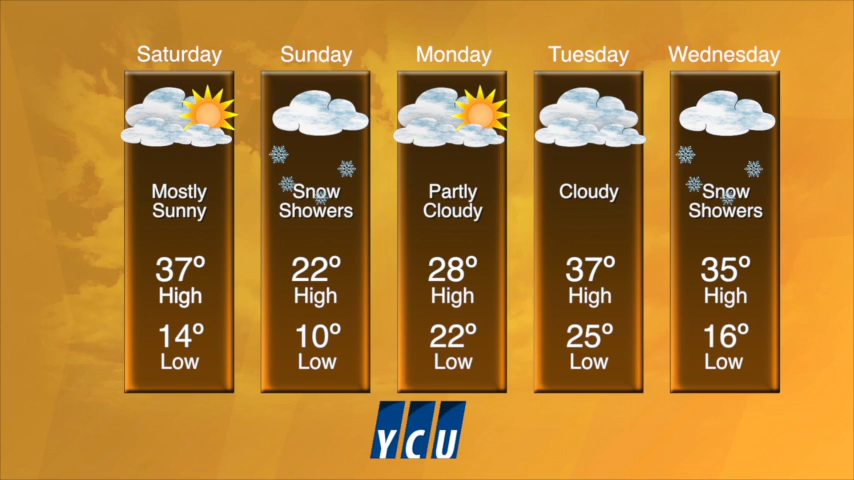 Saturday
Sunday
Monday
Tuesday
Wednesday
Mostly
Sunny
Snow
Showers
Partly
Cloudy
Cloudy
Snow
Showers
37º
High
22º
High
28º
High
37º
High
35º
High
14º
Low
10º
Low
22º
Low
25º
Low
16º
Low
YCU